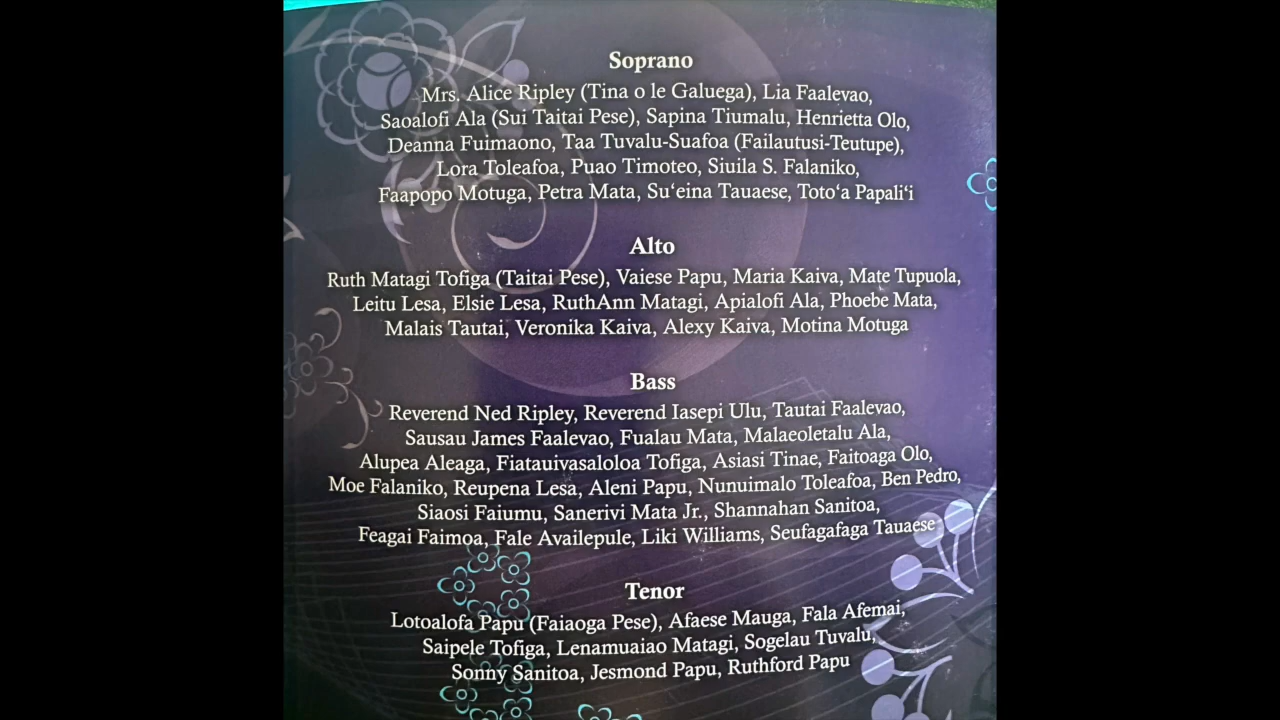 Soprano
Mrs. Alice Ripley (Tina o le Galuega), Lia Faalevao,
Saoalofi Ala (Sui Taitai Pese), Sapina Tiumalu, Henrietta Olo,
Deanna Fuimaono, Taa Tuvalu-Suafoa (Failautusi-Teutupe),
Lora Toleafoa, Puao Timoteo, Siuila S. Falaniko,
Faapopo Motuga, Petra Mata, Su‘eina Tauaese, Toto‘a Papali‘i
Alto
Ruth Matagi Tofiga (Taitai Pese), Vaiese Papu, Maria Kaiva, Mate Tupuola,
Leitu Lesa, Elsie Lesa, RuthAnn Matagi, Apialofi Ala, Phoebe Mata,
Malais Tautai, Veronika Kaiva, Alexy Kaiva, Motina Motuga
Bass
Reverend Ned Ripley, Reverend Iasepi Ulu, Tautai Faalevao,
Sausau James Faalevao, Fualau Mata, Malaeoletalu Ala,
Alupea Aleaga, Fiatauivasaloloa Tofiga, Asiasi Tinae, Faitoaga Olo,
Moe Falaniko, Reupena Lesa, Aleni Papu, Nunuimalo Toleafoa, Ben Pedro,
Siaosi Faiumu, Sanerivi Mata Jr., Shannahan Sanitoa,
Feagai Faimoa, Fale Availepule, Liki Williams, Seufagafaga Tauaese
Tenor
Lotoalofa Papu (Faiaoga Pese), Afaese Mauga, Fala Afemai,
Saipele Tofiga, Lenamuaiao Matagi, Sogelau Tuvalu,
Sonny Sanitoa, Jesmond Papu, Ruthford Papu